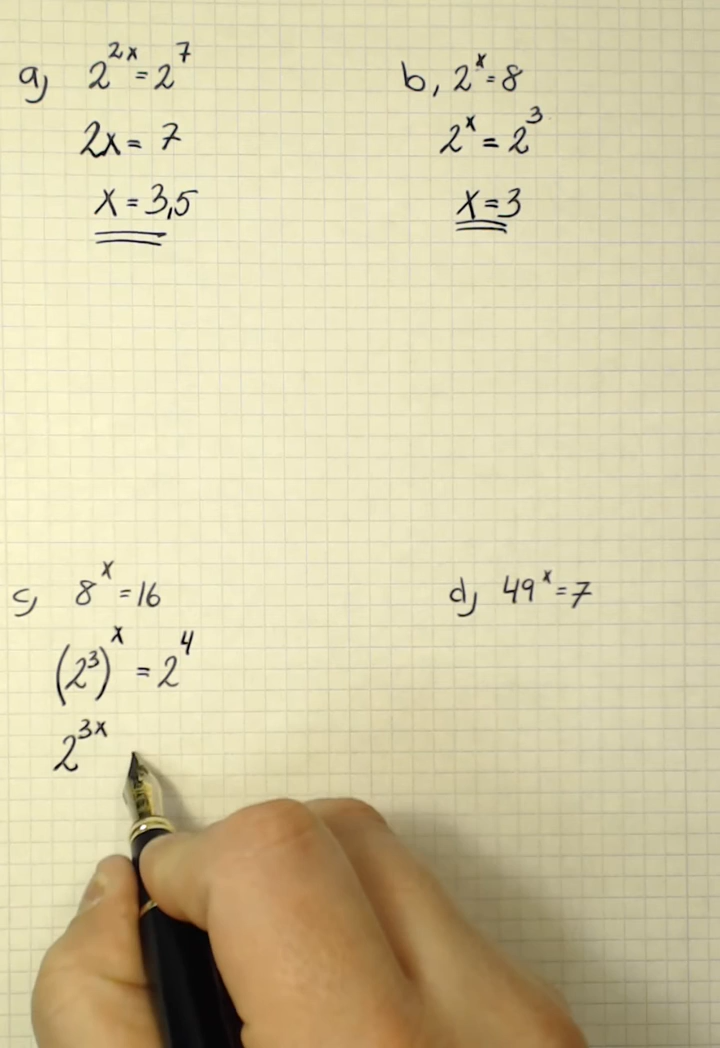 a) 2^{2x} = 2^7
2x = 7
x = 3,5
b, 2^x = 8
2^x = 2^3
x = 3
c) 8^x = 16
(2^3)^x = 2^4
2^{3x}
d) 49^x = 7